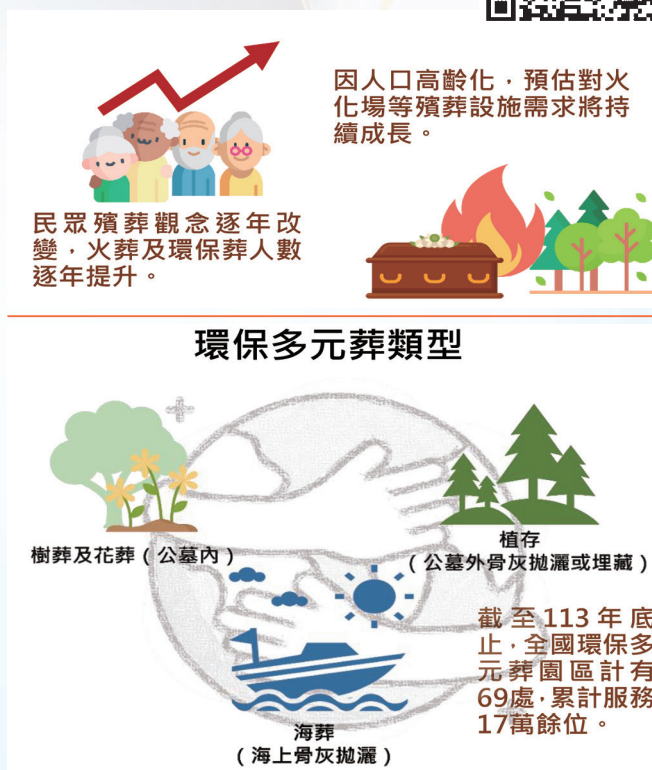 因人口高齡化，預估對火
化場等殯葬設施需求將持
續成長。
民眾殯葬觀念逐年改
變，火葬及環保葬人數
逐年提升。
環保多元葬類型
樹葬及花葬（公墓內）
植存
（公墓外骨灰拋灑或埋藏）
截至113年底
止，全國環保多
元葬園區計有
69處，累計服務
17萬餘位。
海葬
（海上骨灰拋灑）